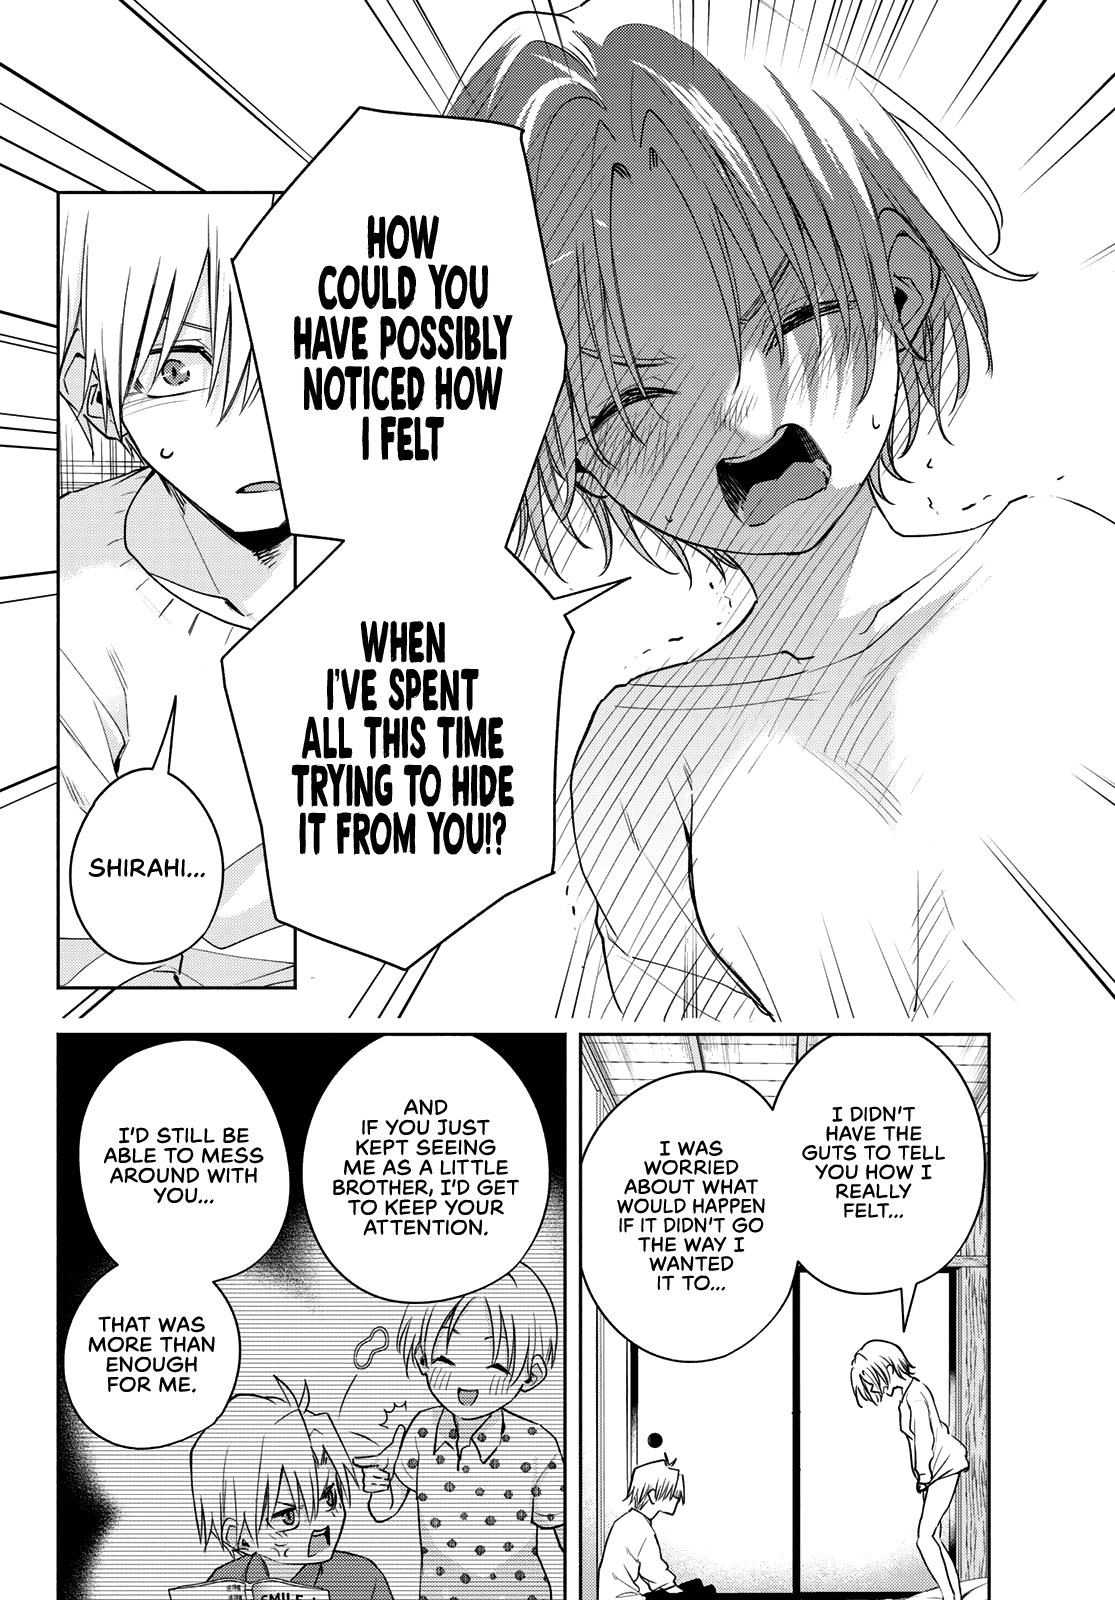 HOW
COULD YOU
HAVE POSSIBLY
NOTICED HOW
I FELT
WHEN
I'VE SPENT
ALL THIS TIME
TRYING TO HIDE
IT FROM YOU!?
SHIRAHI...
I DIDN'T
HAVE THE
GUTS TO TELL
YOU HOW I
REALLY
FELT...
I WAS
WORRIED
ABOUT WHAT
WOULD HAPPEN
IF IT DIDN'T GO
THE WAY I
WANTED
IT TO...
AND
IF YOU JUST
KEPT SEEING
ME AS A LITTLE
BROTHER, I'D GET
TO KEEP YOUR
ATTENTION.
I'D STILL BE
ABLE TO MESS
AROUND WITH
YOU...
THAT WAS
MORE THAN
ENOUGH
FOR ME.
SMILE